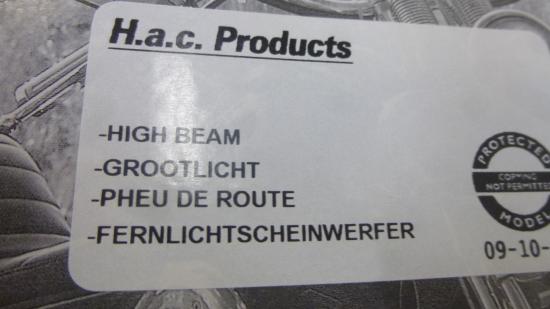 H.a.c. Products
-HIGH BEAM
-GROOTLICHT
-PHEU DE ROUTE
-FERNLICHTSCHEINWERFER
PROTECTED
COPYING
NOT PERMITTED
MODEL
09-10-